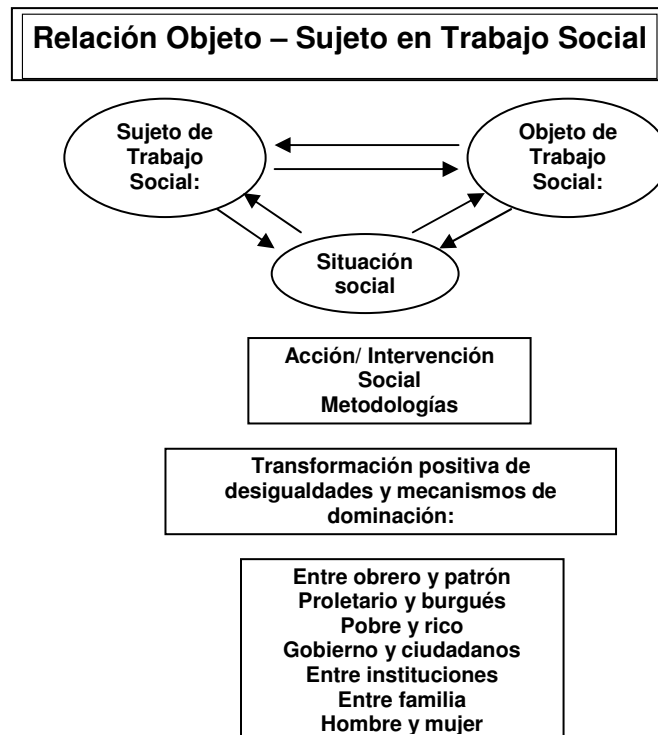 Relación Objeto – Sujeto en Trabajo Social
Sujeto de
Trabajo
Social:
Objeto de
Trabajo
Social:
Situación
social
Acción/ Intervención
Social
Metodologías
Transformación positiva de
desigualdades y mecanismos de
dominación:
Entre obrero y patrón
Proletario y burgués
Pobre y rico
Gobierno y ciudadanos
Entre instituciones
Entre familia
Hombre y mujer